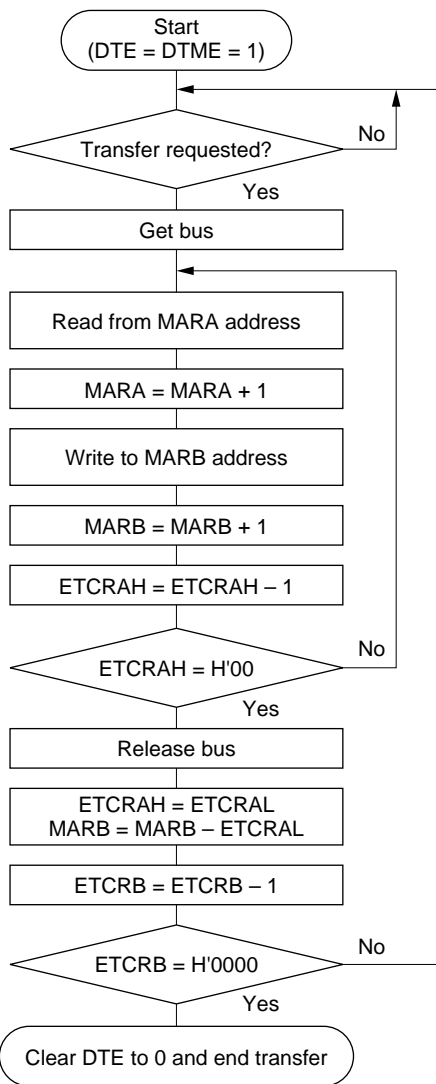 Start
(DTE = DTME = 1)
Transfer requested?
No
Yes
Get bus
Read from MARA address
MARA = MARA + 1
Write to MARB address
MARB = MARB + 1
ETCRAH = ETCRAH – 1
ETCRAH = H'00
No
Yes
Release bus
ETCRAH = ETCRAL
MARB = MARB – ETCRAL
ETCRB = ETCRB – 1
No
ETCRB = H'0000
Yes
Clear DTE to 0 and end transfer